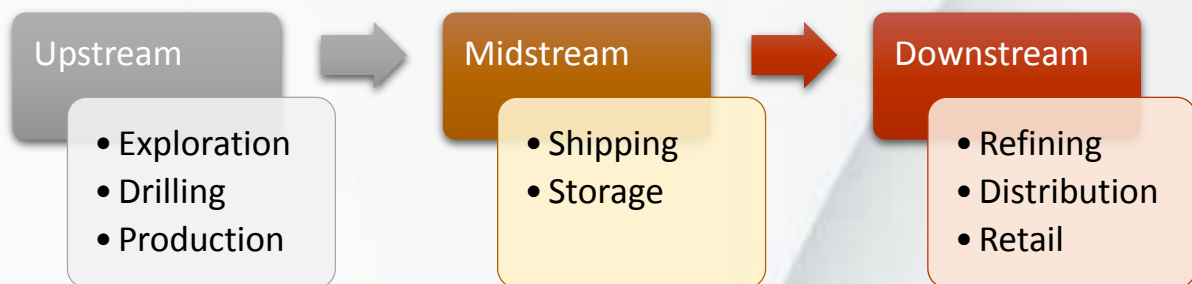 Upstream
• Exploration
• Drilling
• Production
Midstream
• Shipping
• Storage
Downstream
• Refining
• Distribution
• Retail